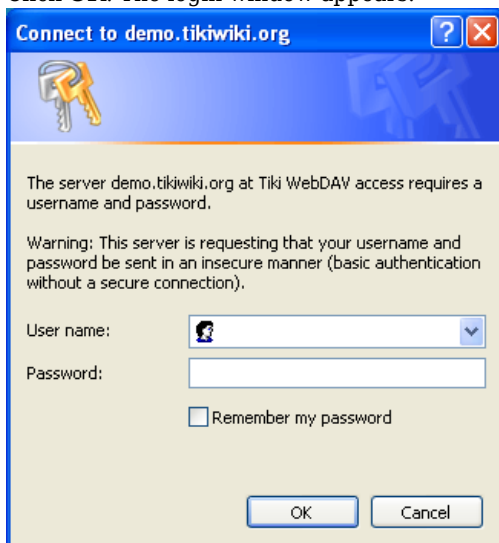 Click OK. The login window appears.
Connect to demo.tikiwiki.org
The server demo.tikiwiki.org at Tiki WebDAV access requires a
username and password.
Warning: This server is requesting that your username and
password be sent in an insecure manner (basic authentication
without a secure connection).
User name:
Password:
Remember my password
OK
Cancel